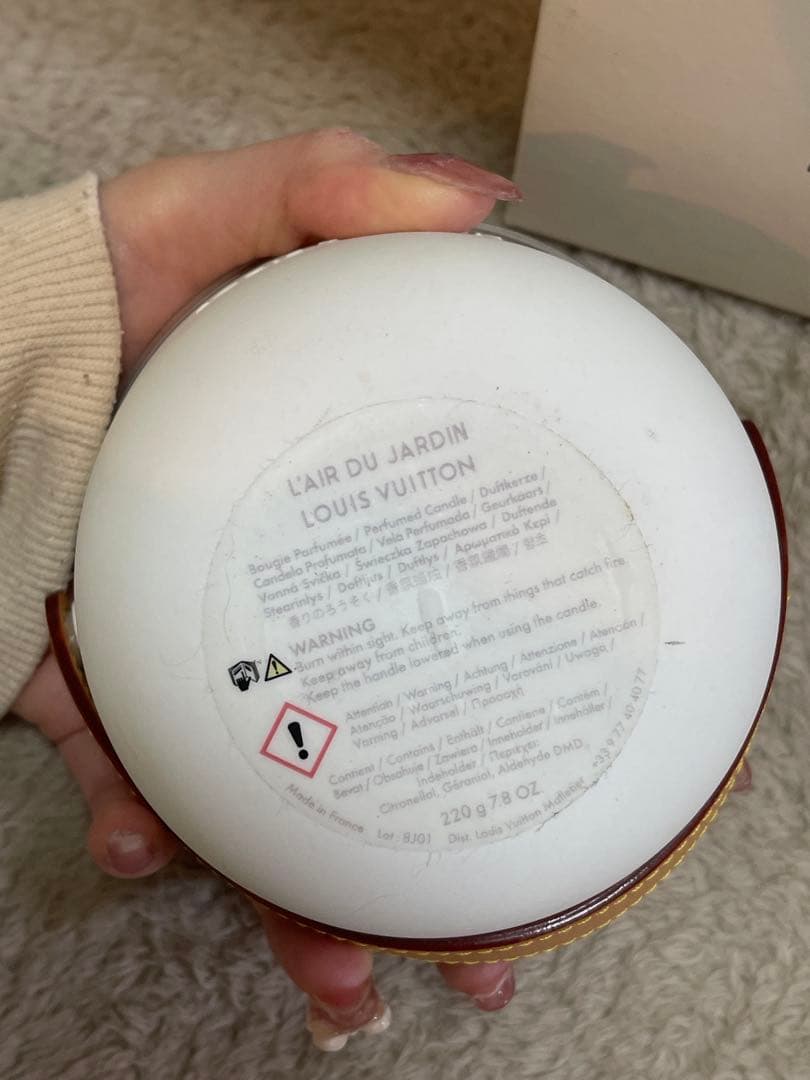 L'AIR DU JARDIN
LOUIS VUITTON
Bougie Parfumée / Perfumed Candle / Duftkerze /
Candela Profumata / Vela Perfumada / Geurkaars /
Vonná Svíčka / Świeczka Zapachowa / Duftende
Stearinlys / Doftljus / Duftlys / Αρωματικό Κερί /
香りのろうそく / 香氛蠟燭 / 향초
WARNING
Burn within sight. Keep away from things that catch fire.
Keep away from children.
Keep the handle lowered when using the candle.
Attention / Warning / Achtung / Attenzione / Atención /
Atenção / Waarschuwing / Varování / Uwaga /
Varning / Advarsel / Προσοχή
Contient / Contains / Enthält / Contiene / Contém /
Bevat / Obsahuje / Zawiera / Inneholder / Innehåller /
Indeholder / Περιέχει:
Citronellal, Géraniol, Aldehyde DMD
220 g 7.8 OZ
Made in France Lot : 8J01 Dist. Louis Vuitton Malletier +33 9 77 40 40 77